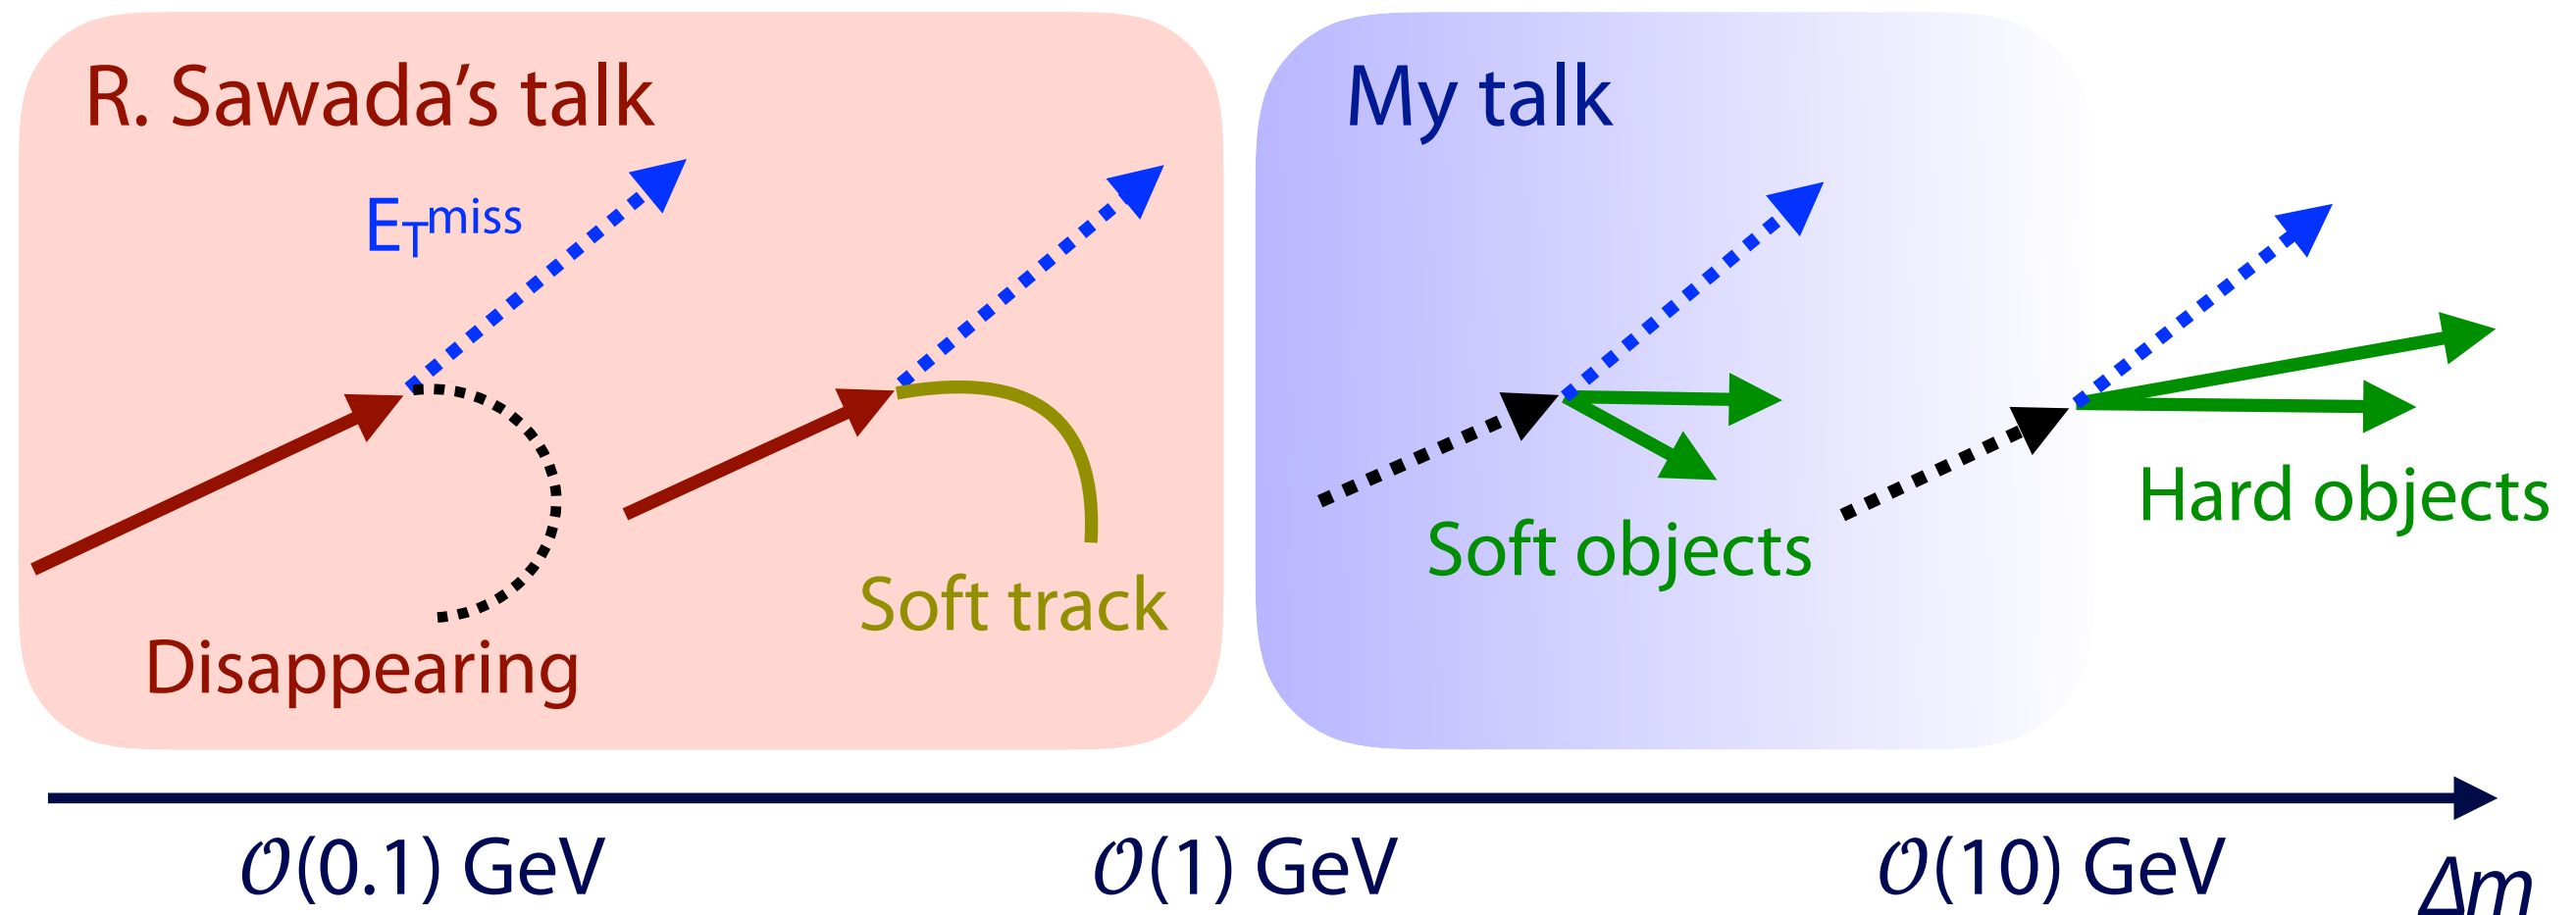 R. Sawada’s talk
My talk
E_T^miss
Disappearing
Soft track
Soft objects
Hard objects
𝒪(0.1) GeV
𝒪(1) GeV
𝒪(10) GeV
Δm